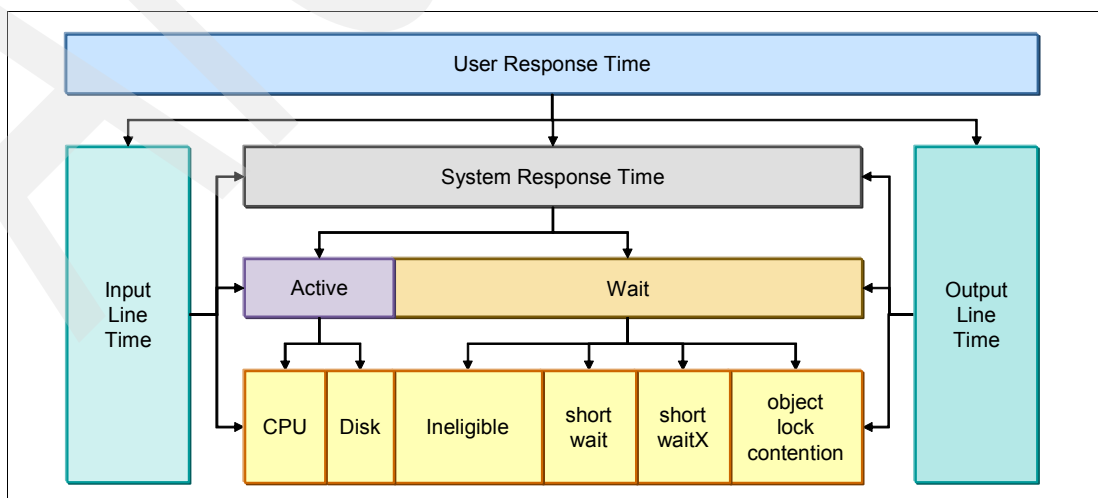 User Response Time
System Response Time
Input
Line
Time
Active
Wait
Output
Line
Time
CPU
Disk
Ineligible
short
wait
short
waitX
object
lock
contention